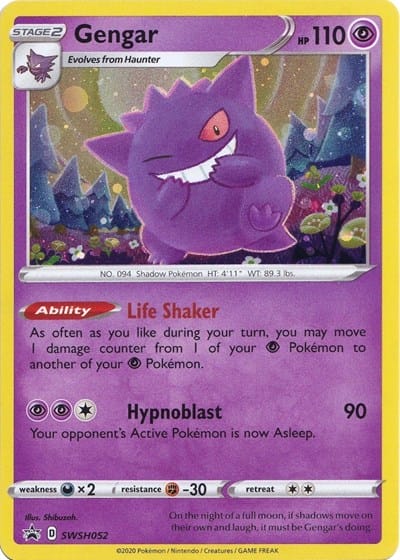 STAGE2 Gengar HP 110
Evolves from Haunter
NO. 094 Shadow Pokémon HT: 4'11" WT: 89.3 lbs.
Ability Life Shaker
As often as you like during your turn, you may move
1 damage counter from 1 of your Pokémon to
another of your Pokémon.
Hypnoblast 90
Your opponent's Active Pokémon is now Asleep.
weakness ×2 resistance -30 retreat
Illus. Shibuzoh.
D SWSH052
On the night of a full moon, if shadows move on
their own and laugh, it must be Gengar's doing.
©2020 Pokémon / Nintendo / Creatures / GAME FREAK